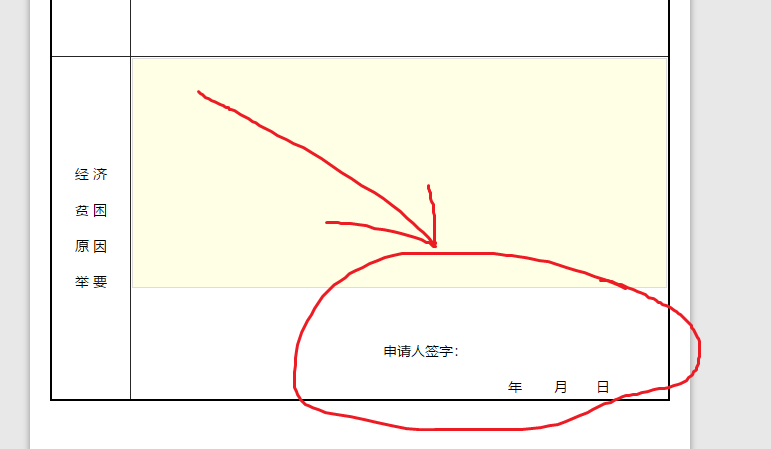 经济
贫困
原因
举要
申请人签字：
年 月 日